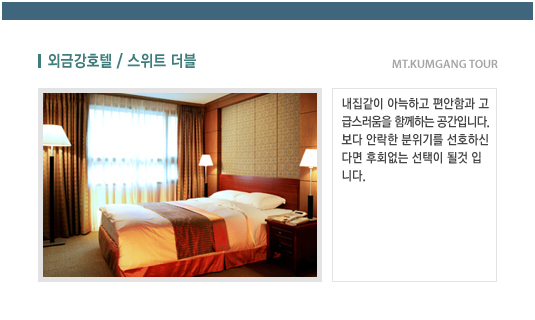 외금강호텔 / 스위트 더블
MT.KUMGANG TOUR
내집같이 아늑하고 편안함과 고
급스러움을 함께하는 공간입니다.
보다 안락한 분위기를 선호하신
다면 후회없는 선택이 될것 입
니다.